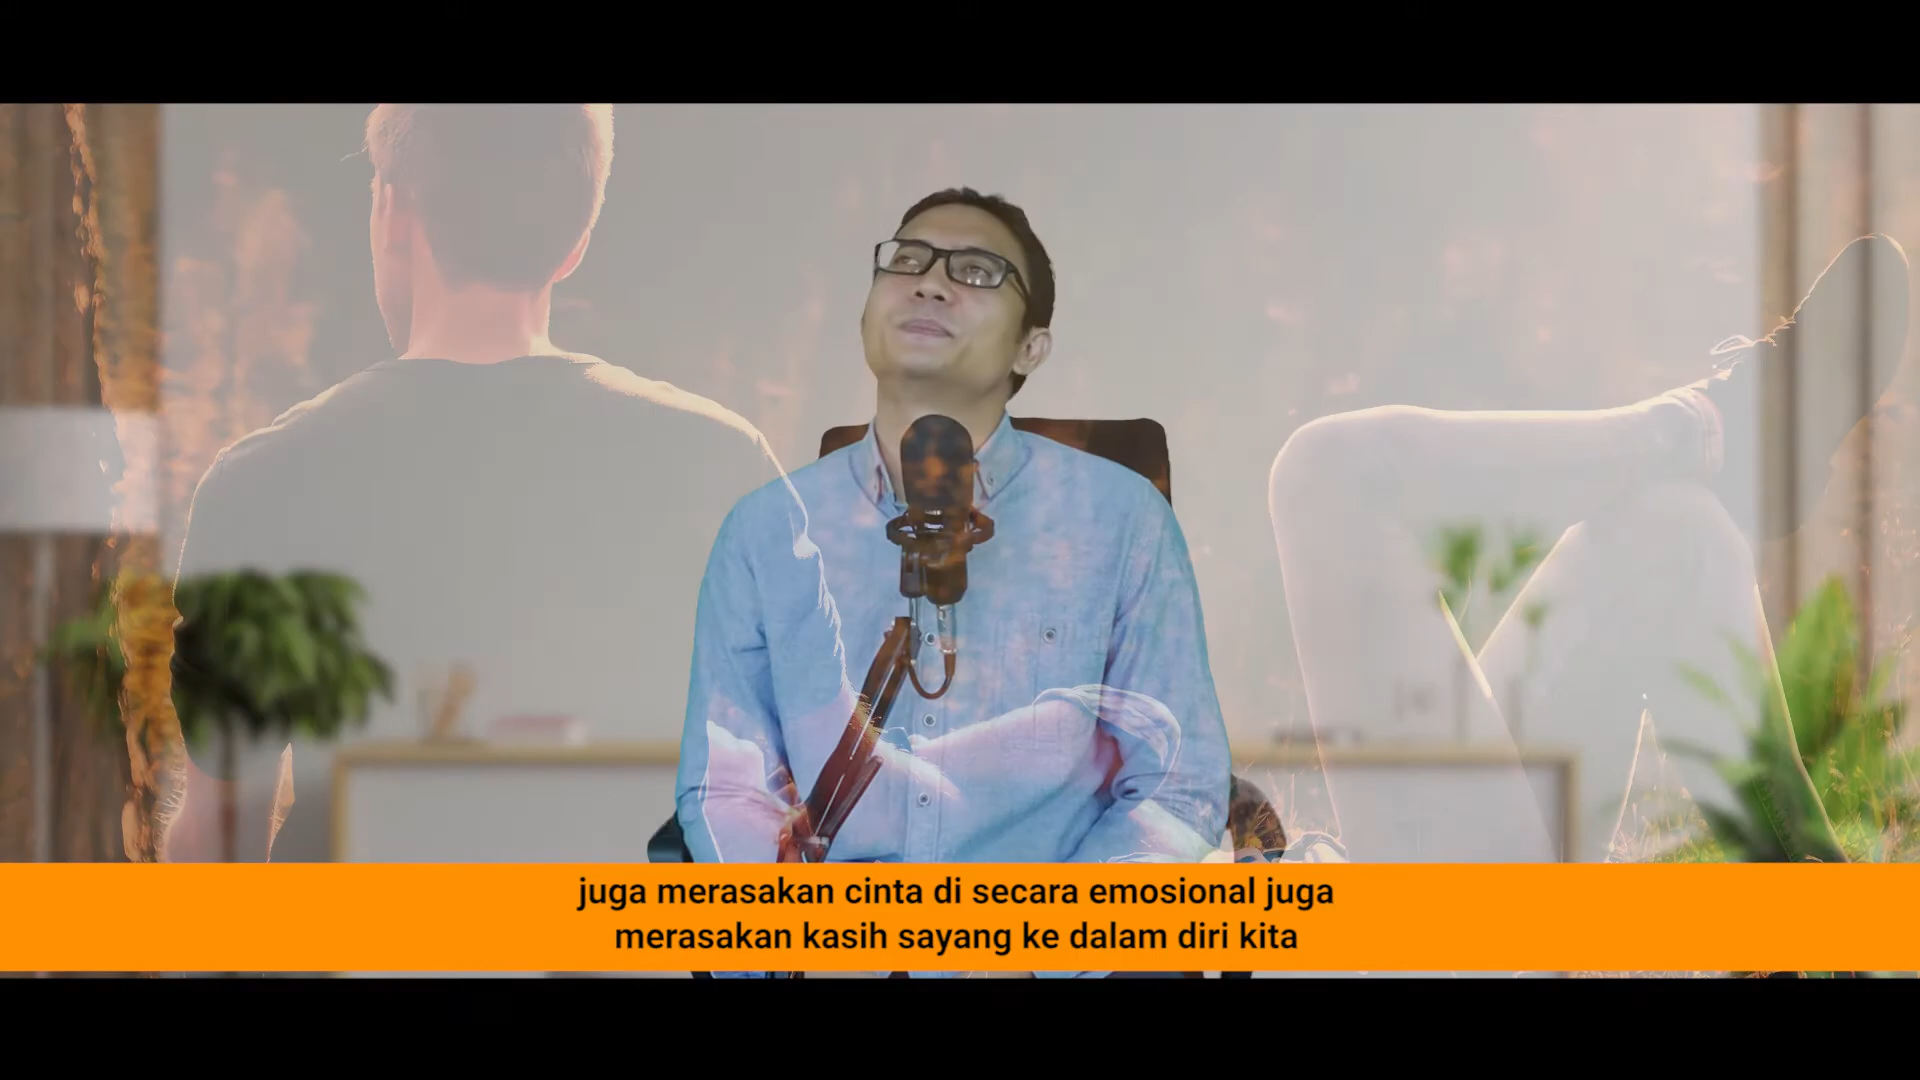 juga merasakan cinta di secara emosional juga
merasakan kasih sayang ke dalam diri kita